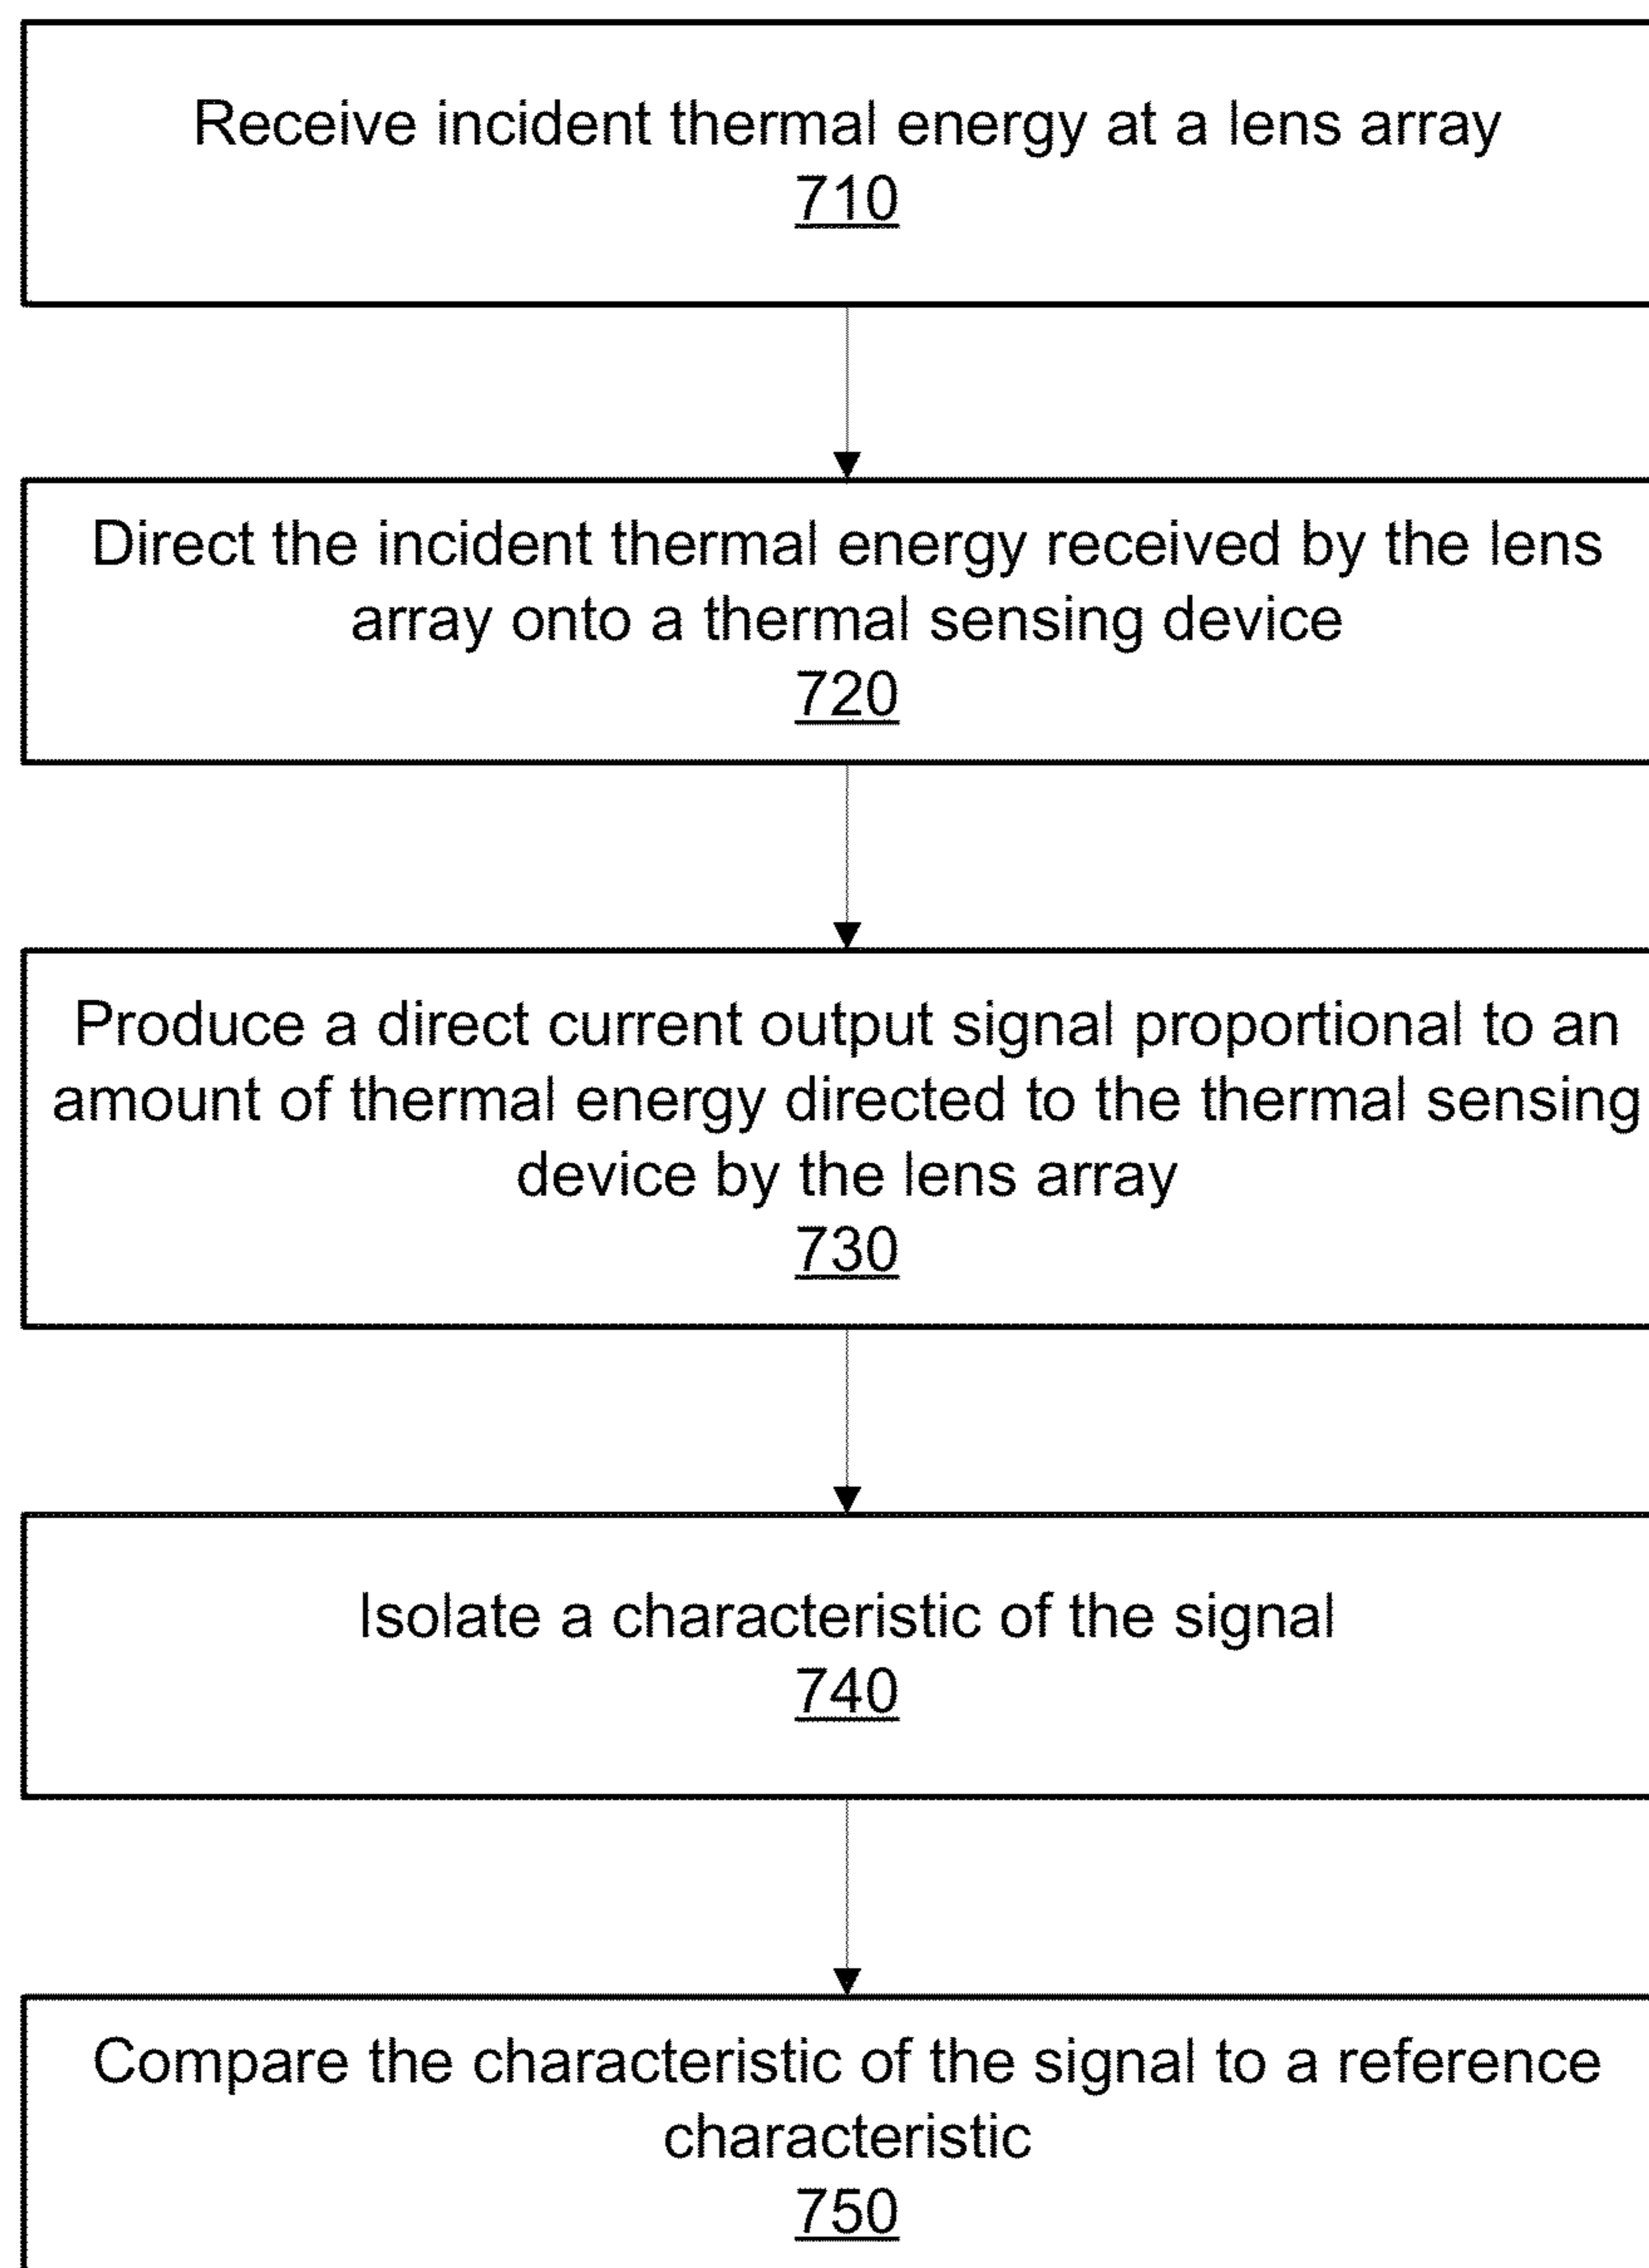 Receive incident thermal energy at a lens array
710
Direct the incident thermal energy received by the lens
array onto a thermal sensing device
720
Produce a direct current output signal proportional to an
amount of thermal energy directed to the thermal sensing
device by the lens array
730
Isolate a characteristic of the signal
740
Compare the characteristic of the signal to a reference
characteristic
750